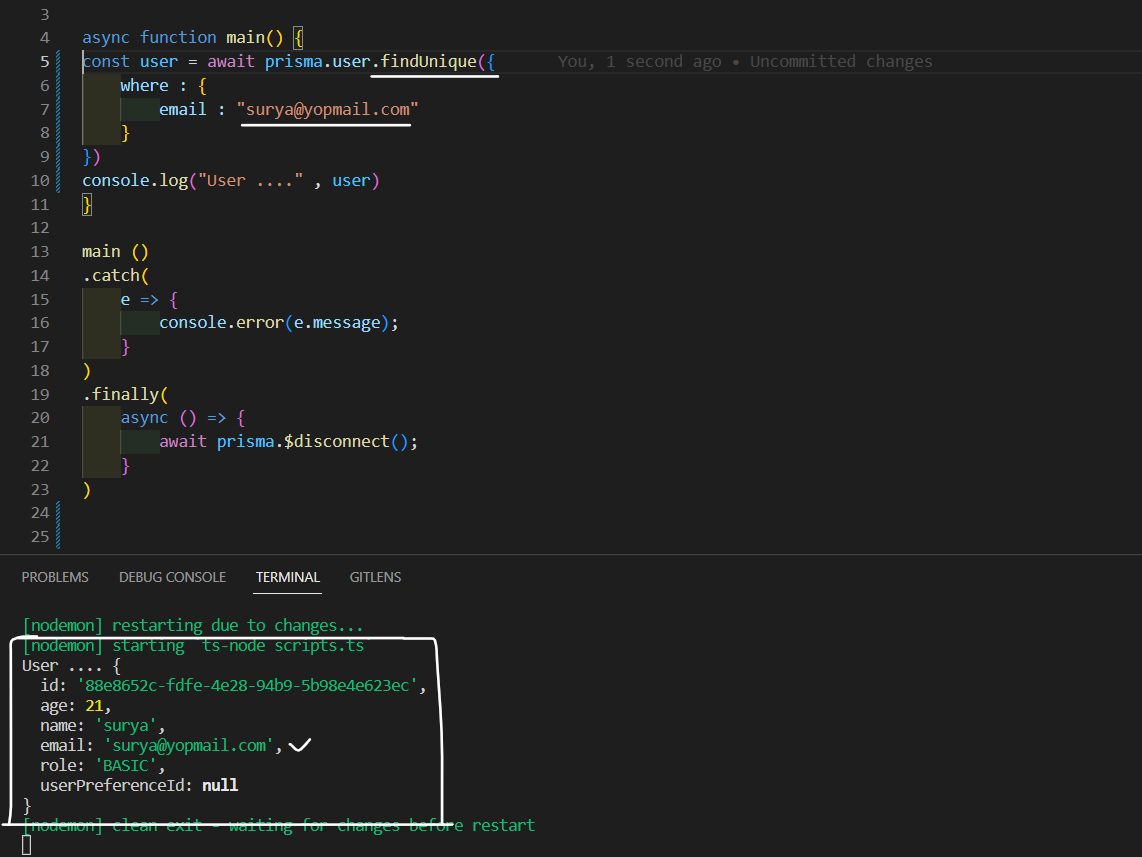 3
4 async function main() {
5 const user = await prisma.user.findUnique({ You, 1 second ago • Uncommitted changes
6 where : {
7 email : "surya@yopmail.com"
8 }
9 })
10 console.log("User ...." , user)
11 }
12
13 main ()
14 .catch(
15 e => {
16 console.error(e.message);
17 }
18 )
19 .finally(
20 async () => {
21 await prisma.$disconnect();
22 }
23 )
24
25
PROBLEMS DEBUG CONSOLE TERMINAL GITLENS
[nodemon] restarting due to changes...
[nodemon] starting `ts-node scripts.ts`
User .... {
id: '88e8652c-fdfe-4e28-94b9-5b98e4e623ec',
age: 21,
name: 'surya',
email: 'surya@yopmail.com',
role: 'BASIC',
userPreferenceId: null
}
[nodemon] clean exit - waiting for changes before restart